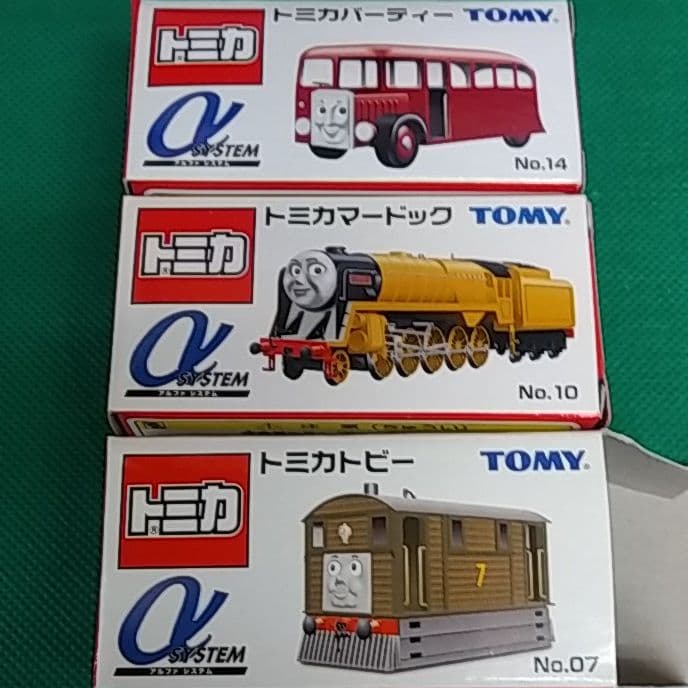 トミカバーティー TOMY®
トミカ®
α SYSTEM
アルファ システム
No.14
トミカマードック TOMY®
トミカ®
α SYSTEM
アルファ システム
No.10
トミカトビー TOMY®
トミカ®
α SYSTEM
アルファ システム
7
No.07